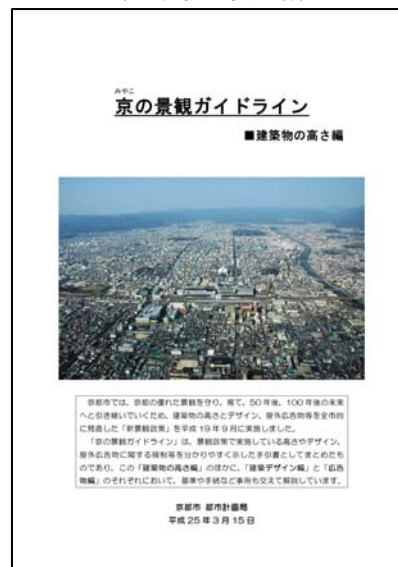 みやこ
京の景観ガイドライン
■建築物の高さ編
京都市では、京都の優れた景観を守り、育て、50年後、100年後の未来
へと引き継いでいくため、建築物の高さとデザイン、屋外広告物等を全市的
に見直した「新景観政策」を平成19年9月に実施しました。
「京の景観ガイドライン」は、景観政策で実施している高さやデザイン、
屋外広告物に関する規制等を分かりやすく示した手引書としてまとめたも
のであり、この「建築物の高さ編」のほかに、「建築デザイン編」と「広告
物編」のそれぞれにおいて、基準や手続など事例も交えて解説しています。
京都市 都市計画局
平成25年3月15日